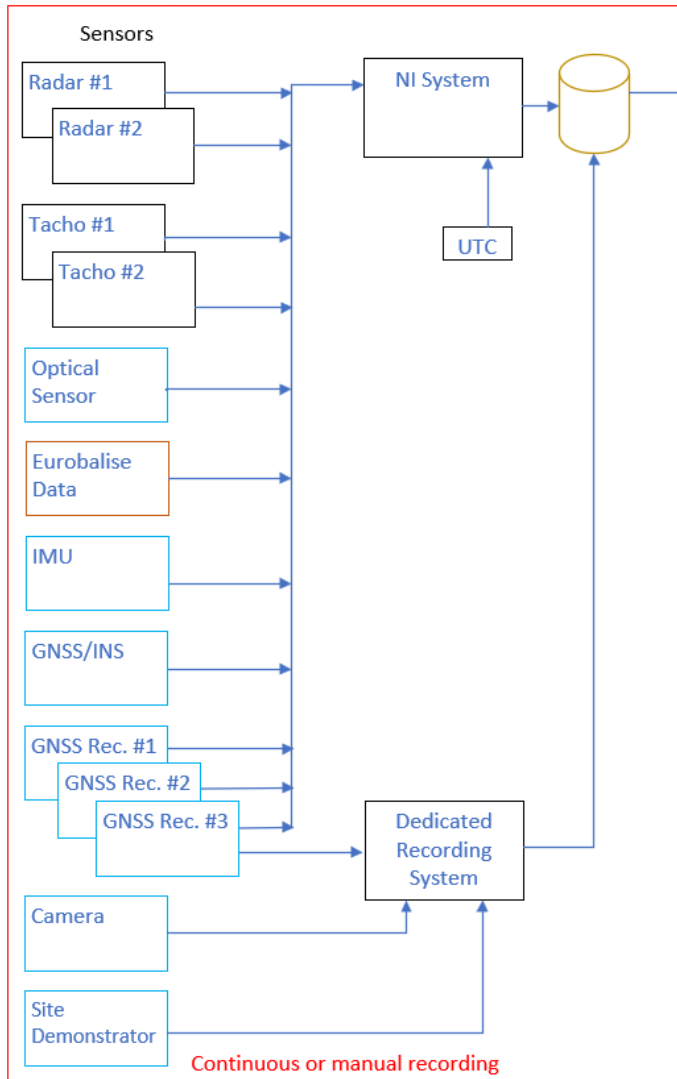 Sensors
Radar #1
Radar #2
NI System
Tacho #1
Tacho #2
UTC
Optical
Sensor
Eurobalise
Data
IMU
GNSS/INS
GNSS Rec. #1
GNSS Rec. #2
GNSS Rec. #3
Dedicated
Recording
System
Camera
Site
Demonstrator
Continuous or manual recording